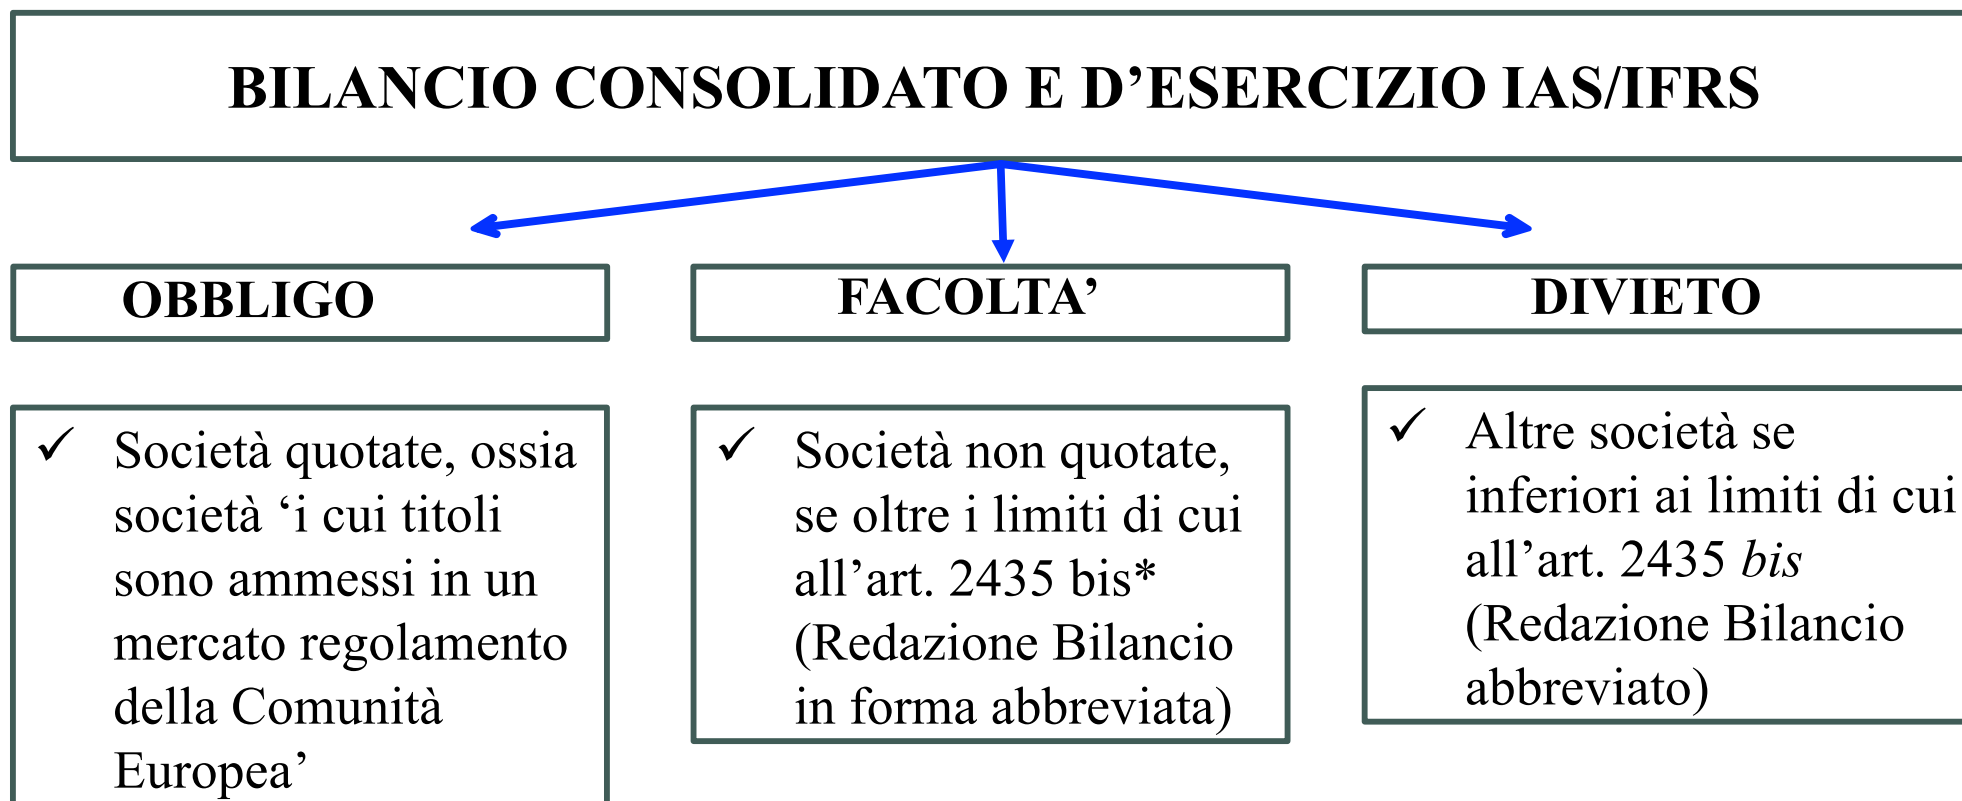 BILANCIO CONSOLIDATO E D’ESERCIZIO IAS/IFRS
OBBLIGO
✓ Società quotate, ossia
società ‘i cui titoli
sono ammessi in un
mercato regolamento
della Comunità
Europea’
FACOLTA’
✓ Società non quotate,
se oltre i limiti di cui
all’art. 2435 bis*
(Redazione Bilancio
in forma abbreviata)
DIVIETO
✓ Altre società se
inferiori ai limiti di cui
all’art. 2435 bis
(Redazione Bilancio
abbreviato)